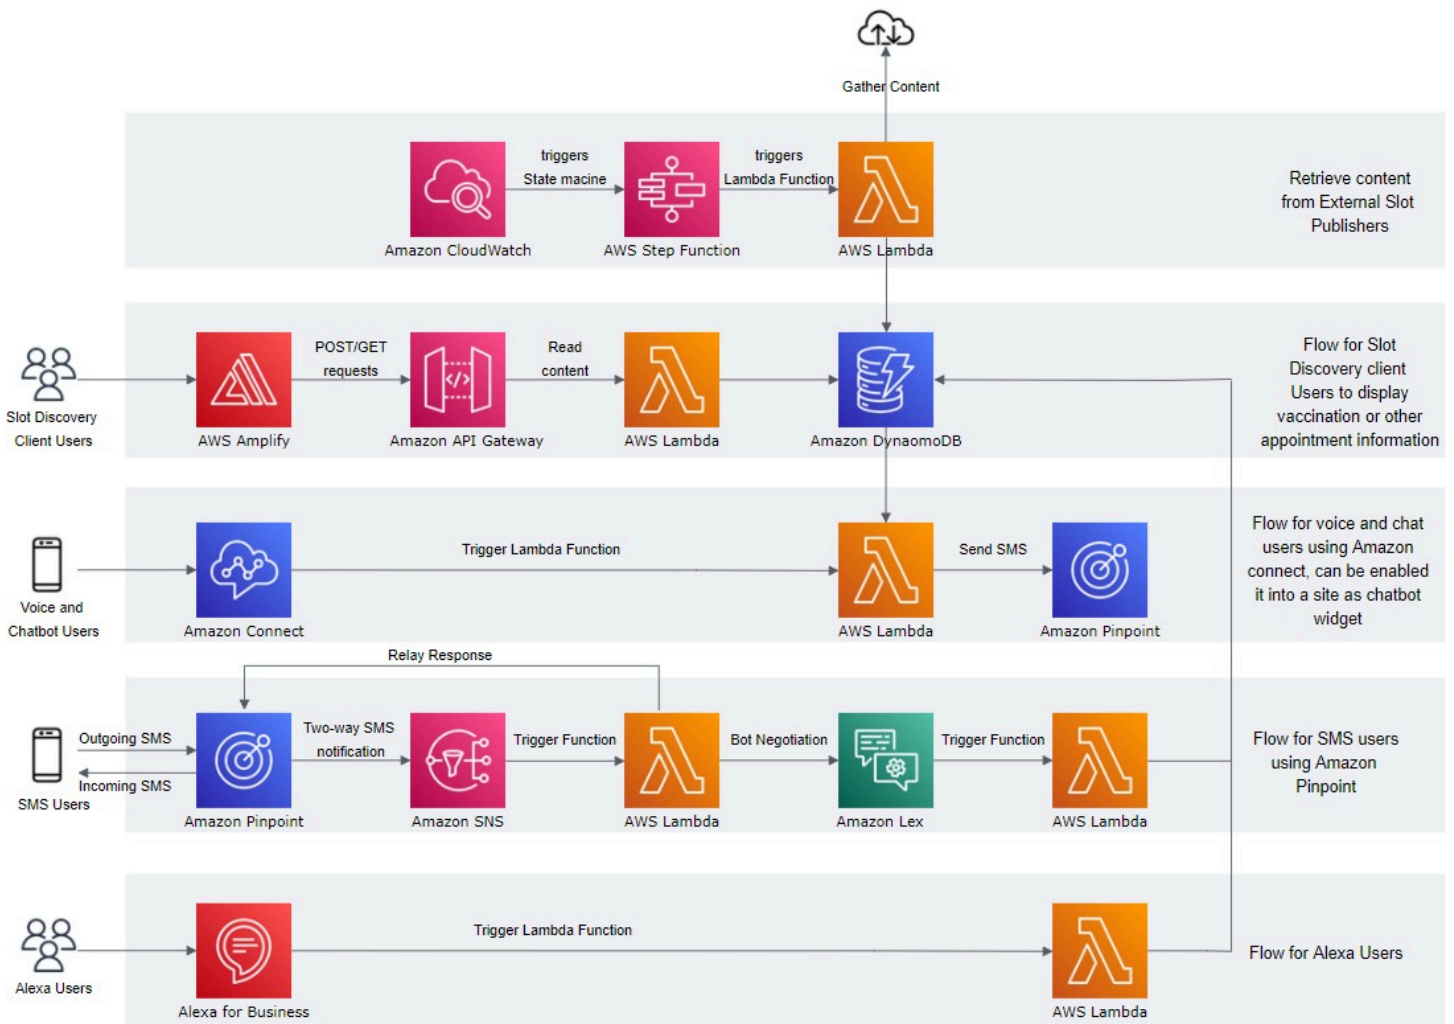 Gather Content
triggers
State macine
triggers
Lambda Function
Amazon CloudWatch
AWS Step Function
AWS Lambda
Retrieve content
from External Slot
Publishers
Slot Discovery
Client Users
POST/GET
requests
Read
content
AWS Amplify
Amazon API Gateway
AWS Lambda
Amazon DynaomoDB
Flow for Slot
Discovery client
Users to display
vaccination or other
appointment information
Voice and
Chatbot Users
Trigger Lambda Function
Send SMS
Amazon Connect
AWS Lambda
Amazon Pinpoint
Flow for voice and chat
users using Amazon
connect, can be enabled
it into a site as chatbot
widget
Relay Response
Outgoing SMS
Incoming SMS
SMS Users
Two-way SMS
notification
Trigger Function
Bot Negotiation
Trigger Function
Amazon Pinpoint
Amazon SNS
AWS Lambda
Amazon Lex
AWS Lambda
Flow for SMS users
using Amazon
Pinpoint
Alexa Users
Trigger Lambda Function
Alexa for Business
AWS Lambda
Flow for Alexa Users